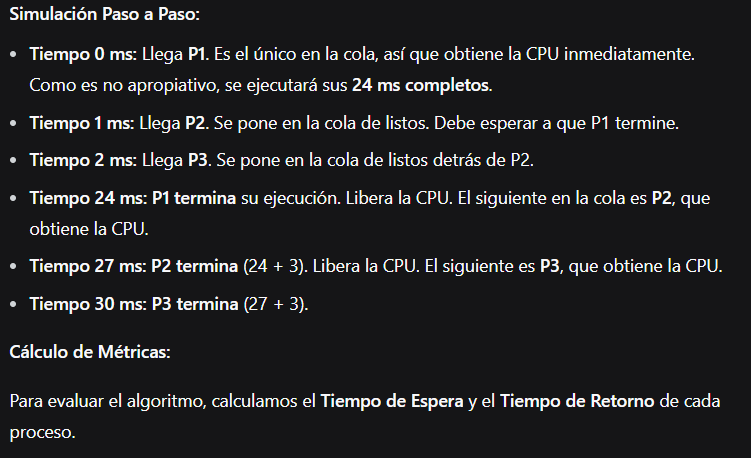 Simulación Paso a Paso:
• Tiempo 0 ms: Llega P1. Es el único en la cola, así que obtiene la CPU inmediatamente.
Como es no apropiativo, se ejecutará sus 24 ms completos.
• Tiempo 1 ms: Llega P2. Se pone en la cola de listos. Debe esperar a que P1 termine.
• Tiempo 2 ms: Llega P3. Se pone en la cola de listos detrás de P2.
• Tiempo 24 ms: P1 termina su ejecución. Libera la CPU. El siguiente en la cola es P2, que
obtiene la CPU.
• Tiempo 27 ms: P2 termina (24 + 3). Libera la CPU. El siguiente es P3, que obtiene la CPU.
• Tiempo 30 ms: P3 termina (27 + 3).
Cálculo de Métricas:
Para evaluar el algoritmo, calculamos el Tiempo de Espera y el Tiempo de Retorno de cada
proceso.